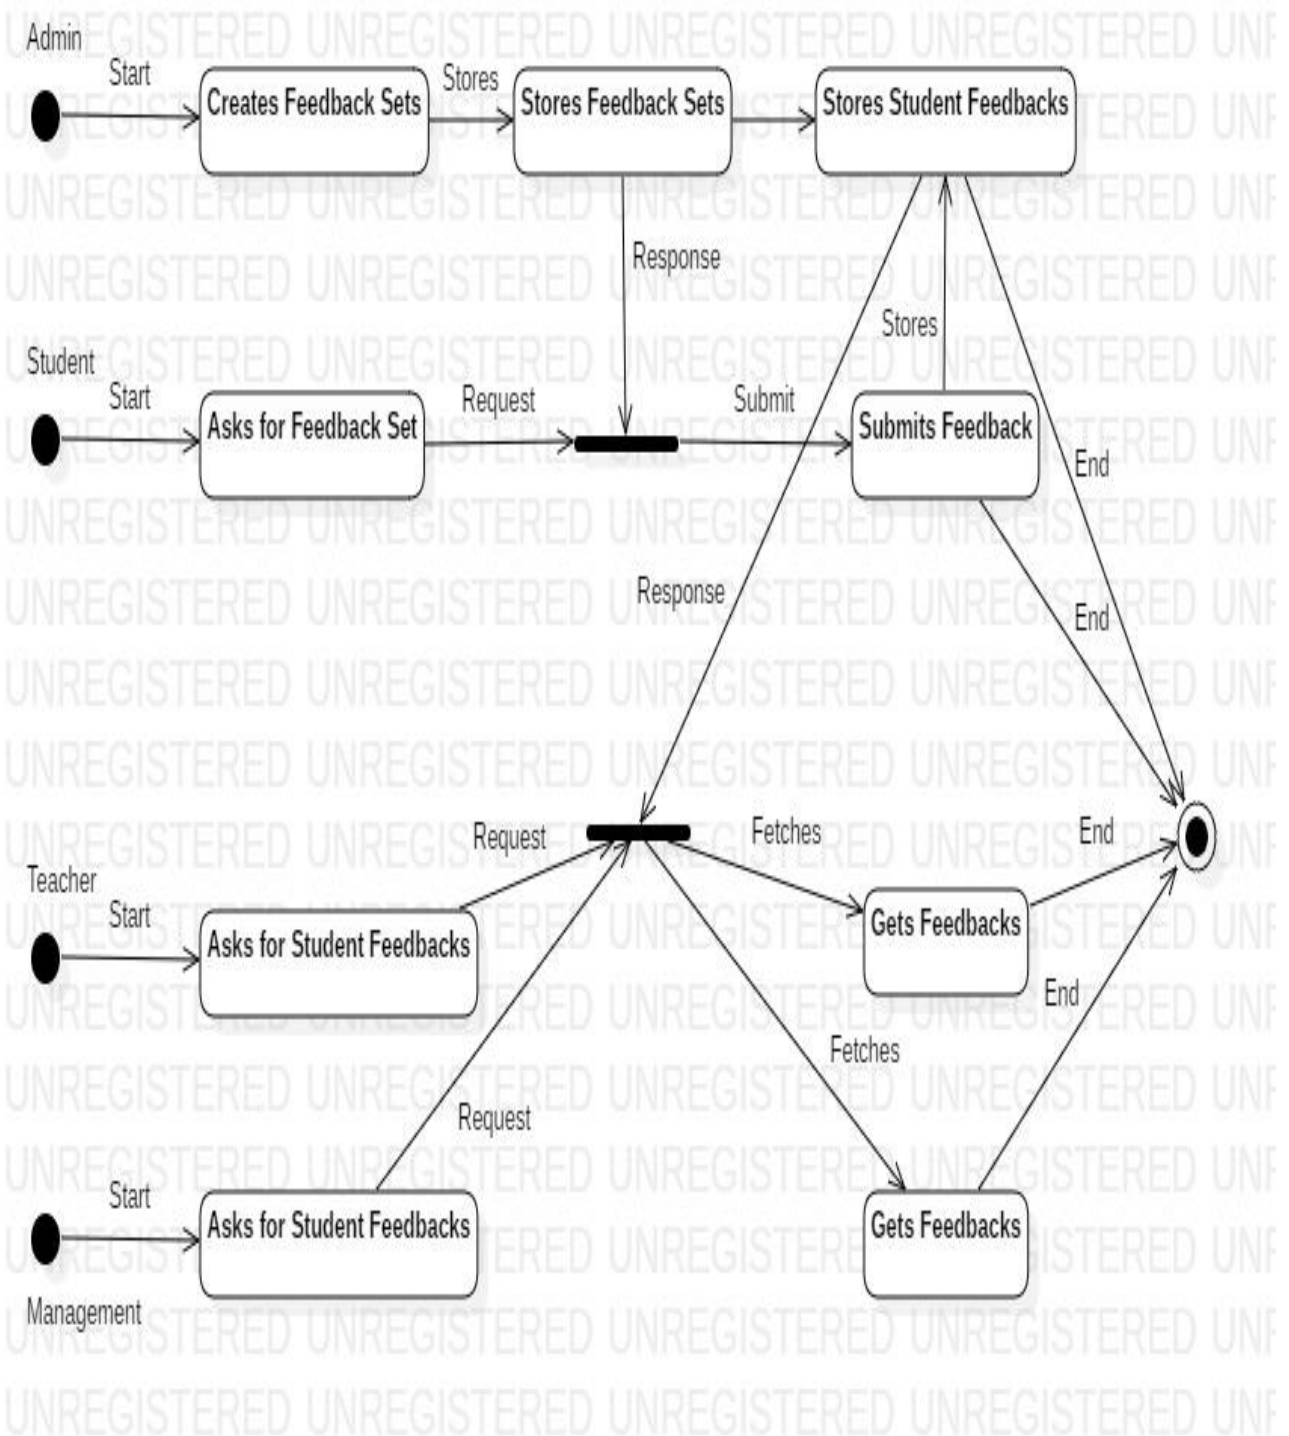 Admin
Start
Creates Feedback Sets
Stores
Stores Feedback Sets
Stores Student Feedbacks
Response
Stores
Student
Start
Asks for Feedback Set
Request
Submit
Submits Feedback
End
Response
End
Request
Fetches
End
Teacher
Start
Asks for Student Feedbacks
Gets Feedbacks
End
Fetches
Request
Start
Asks for Student Feedbacks
Gets Feedbacks
Management
UNREGISTERED UNREGISTERED UNREGISTERED UNREGISTERED